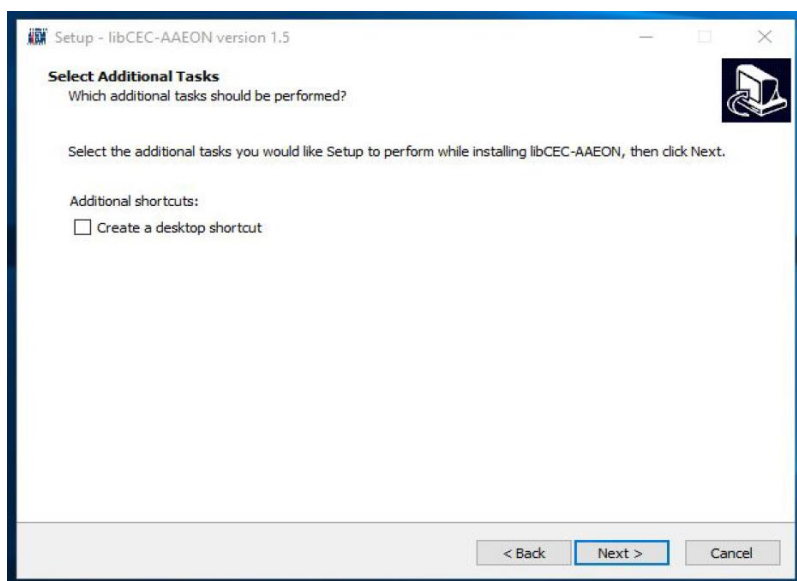 Setup - libCEC-AAEON version 1.5
Select Additional Tasks
Which additional tasks should be performed?
Select the additional tasks you would like Setup to perform while installing libCEC-AAEON, then click Next.
Additional shortcuts:
Create a desktop shortcut
< Back
Next >
Cancel